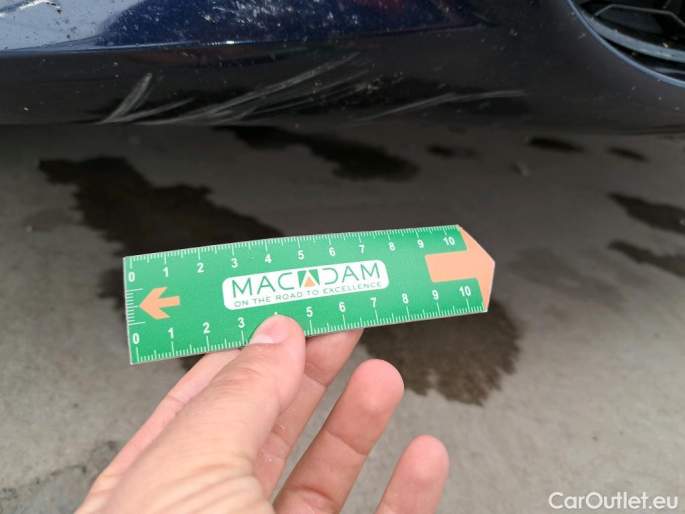 0 1 2 3 4 5 6 7 8 9 10
MACADAM
ON THE ROAD TO EXCELLENCE
0 1 2 3 4 5 6 7 8 9 10
CarOutlet.eu